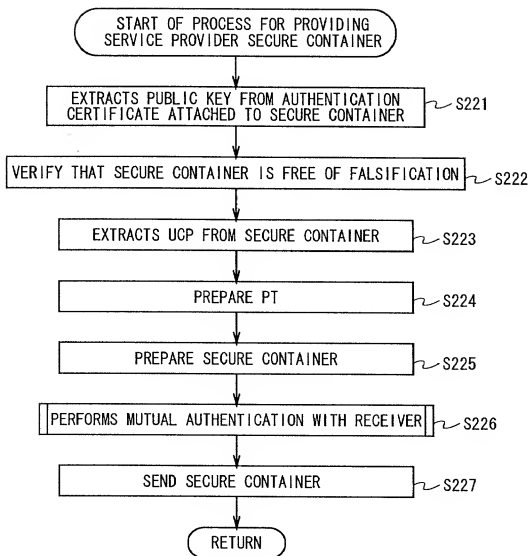 START OF PROCESS FOR PROVIDING
SERVICE PROVIDER SECURE CONTAINER
EXTRACTS PUBLIC KEY FROM AUTHENTICATION
CERTIFICATE ATTACHED TO SECURE CONTAINER
S221
VERIFY THAT SECURE CONTAINER IS FREE OF FALSIFICATION
S222
EXTRACTS UCP FROM SECURE CONTAINER
S223
PREPARE PT
S224
PREPARE SECURE CONTAINER
S225
PERFORMS MUTUAL AUTHENTICATION WITH RECEIVER
S226
SEND SECURE CONTAINER
S227
RETURN